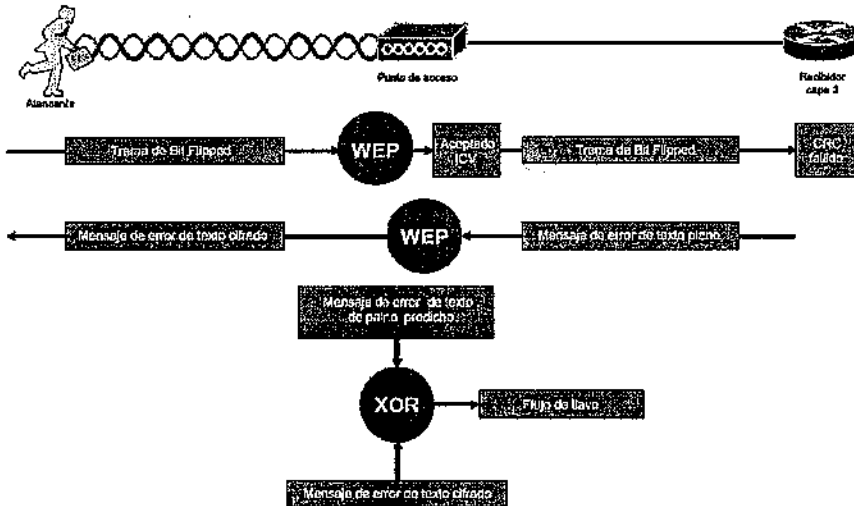 Atacante
Punto de acceso
Recibidor
capa 3
Trama de Bit Flipped
WEP
Aceptado
ICV
Trama de Bit Flipped
CRC
fallido
Mensaje de error de texto cifrado
WEP
Mensaje de error de texto plano
Mensaje de error de texto
de predicho
XOR
Flujo de llave
Mensaje de error de texto cifrado